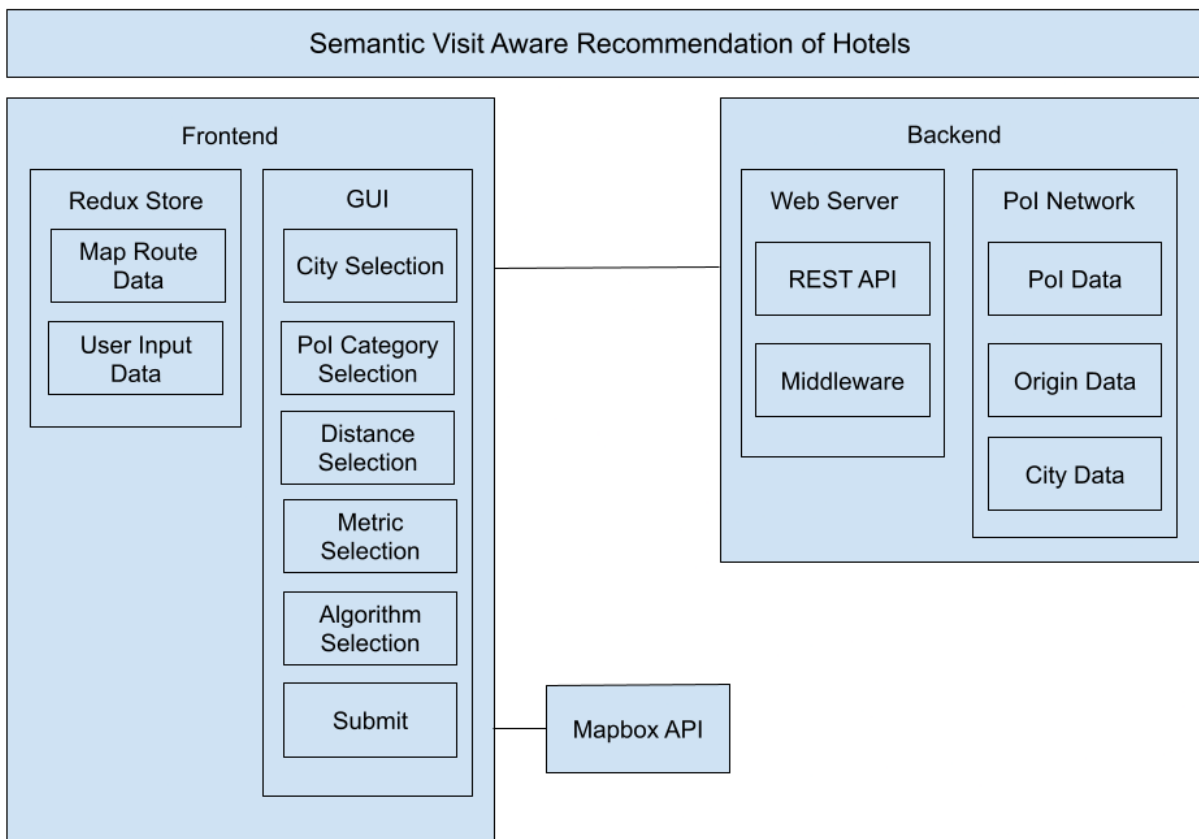 Semantic Visit Aware Recommendation of Hotels
Frontend
Redux Store
Map Route
Data
User Input
Data
GUI
City Selection
PoI Category
Selection
Distance
Selection
Metric
Selection
Algorithm
Selection
Submit
Mapbox API
Backend
Web Server
REST API
Middleware
PoI Network
PoI Data
Origin Data
City Data